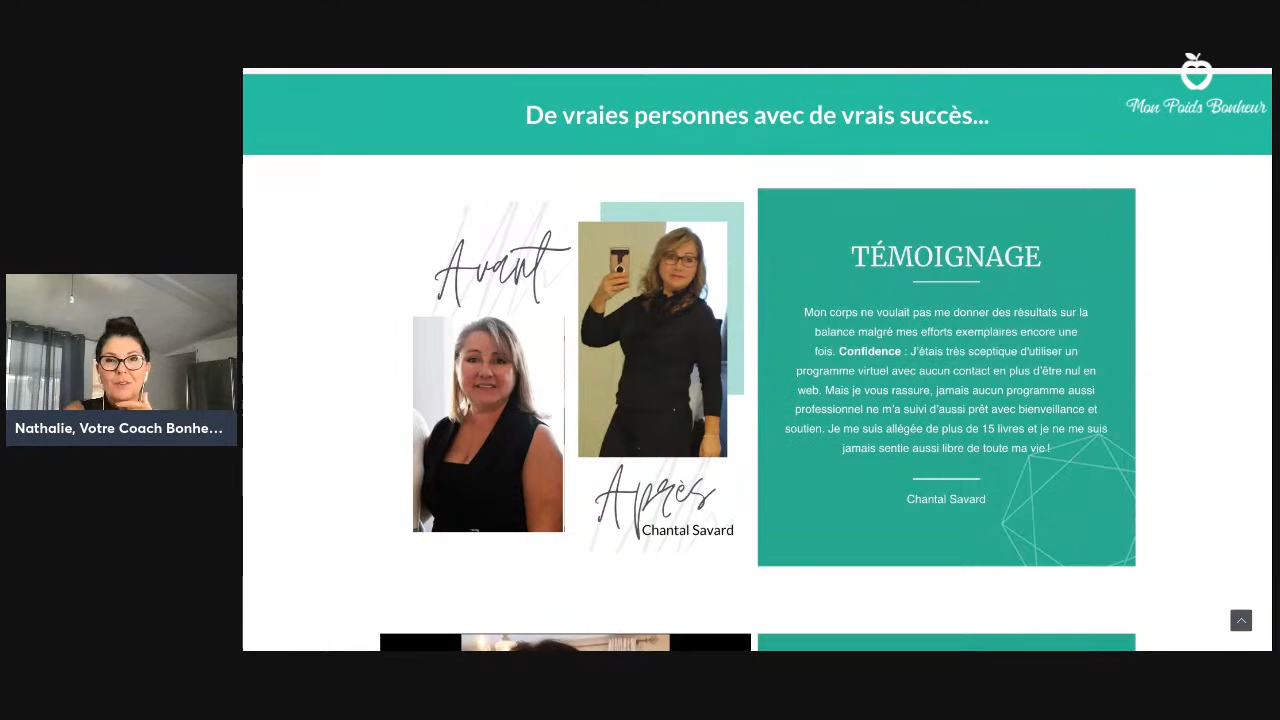 Mon Poids Bonheur
De vraies personnes avec de vrais succès...
Avant
Après
Chantal Savard
TÉMOIGNAGE
Mon corps ne voulait pas me donner des rèsultats sur la
balance malgré mes efforts exemplaires encore une
fois. Confidence : J'étais très sceptique d'utiliser un
programme virtuel avec aucun contact en plus d'être nul en
web. Mais je vous rassure, jamais aucun programme aussi
professionnel ne m'a suivi d'aussi prêt avec bienveillance et
soutien. Je me suis allégée de plus de 15 livres et je ne me suis
jamais sentie aussi libre de toute ma vie !
Chantal Savard
Nathalie, Votre Coach Bonhe...